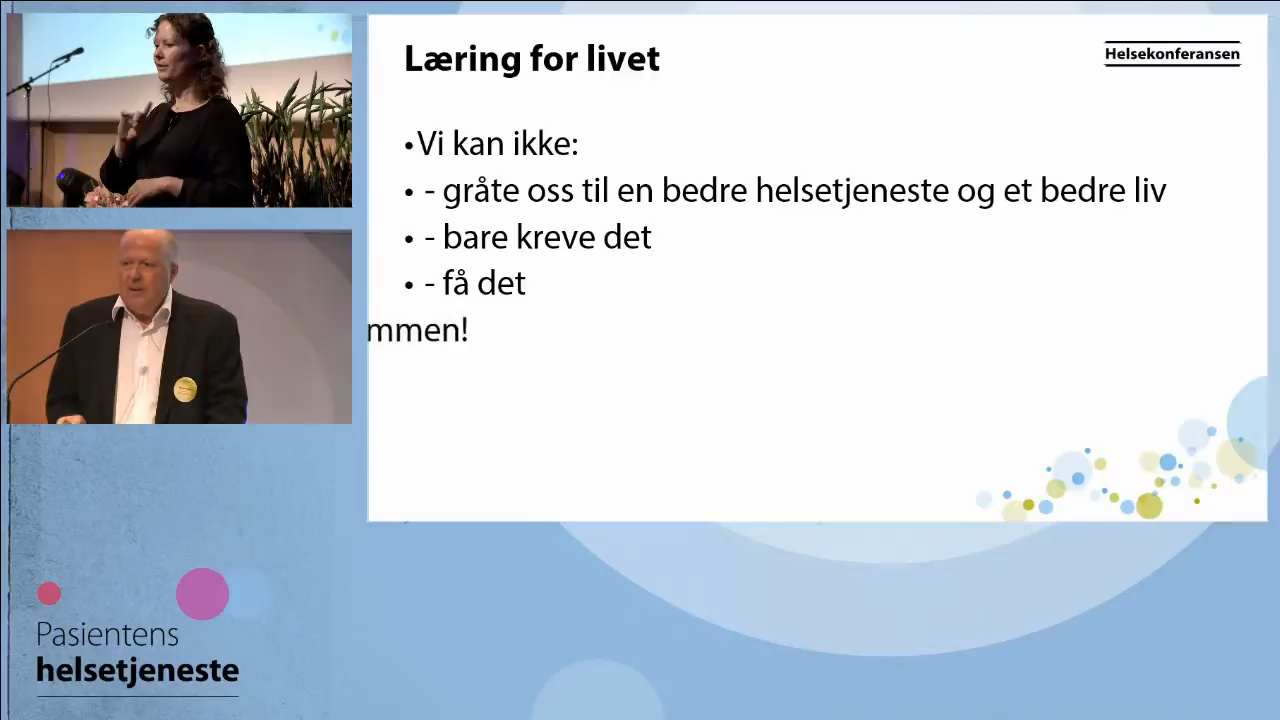 Læring for livet
Helsekonferansen
•Vi kan ikke:
• - gråte oss til en bedre helsetjeneste og et bedre liv
• - bare kreve det
• - få det
mmen!
Pasientens
helsetjeneste